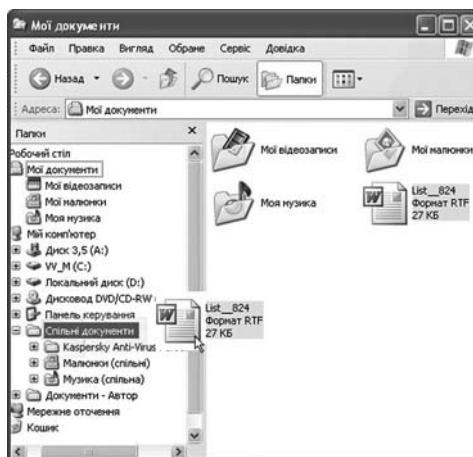 Мої документи
Файл Правка Вигляд Обране Сервіс Довідка
Назад Пошук Папки
Адреса: Мої документи Перехід
Папки
Робочий стіл
Мої документи
Мої відеозаписи
Мої малюнки
Моя музика
Мій комп'ютер
Диск 3,5 (A:)
VV_M (C:)
Локальний диск (D:)
Дисковод DVD/CD-RW
Панель керування
Спільні документи
Kaspersky Anti-Virus
Малюнки (спільні)
Музика (спільна)
Документи - Автор
Мережне оточення
Кошик
List__824
Формат RTF
27 КБ
Мої відеозаписи
Мої малюнки
Моя музика
List__824
Формат RTF
27 КБ